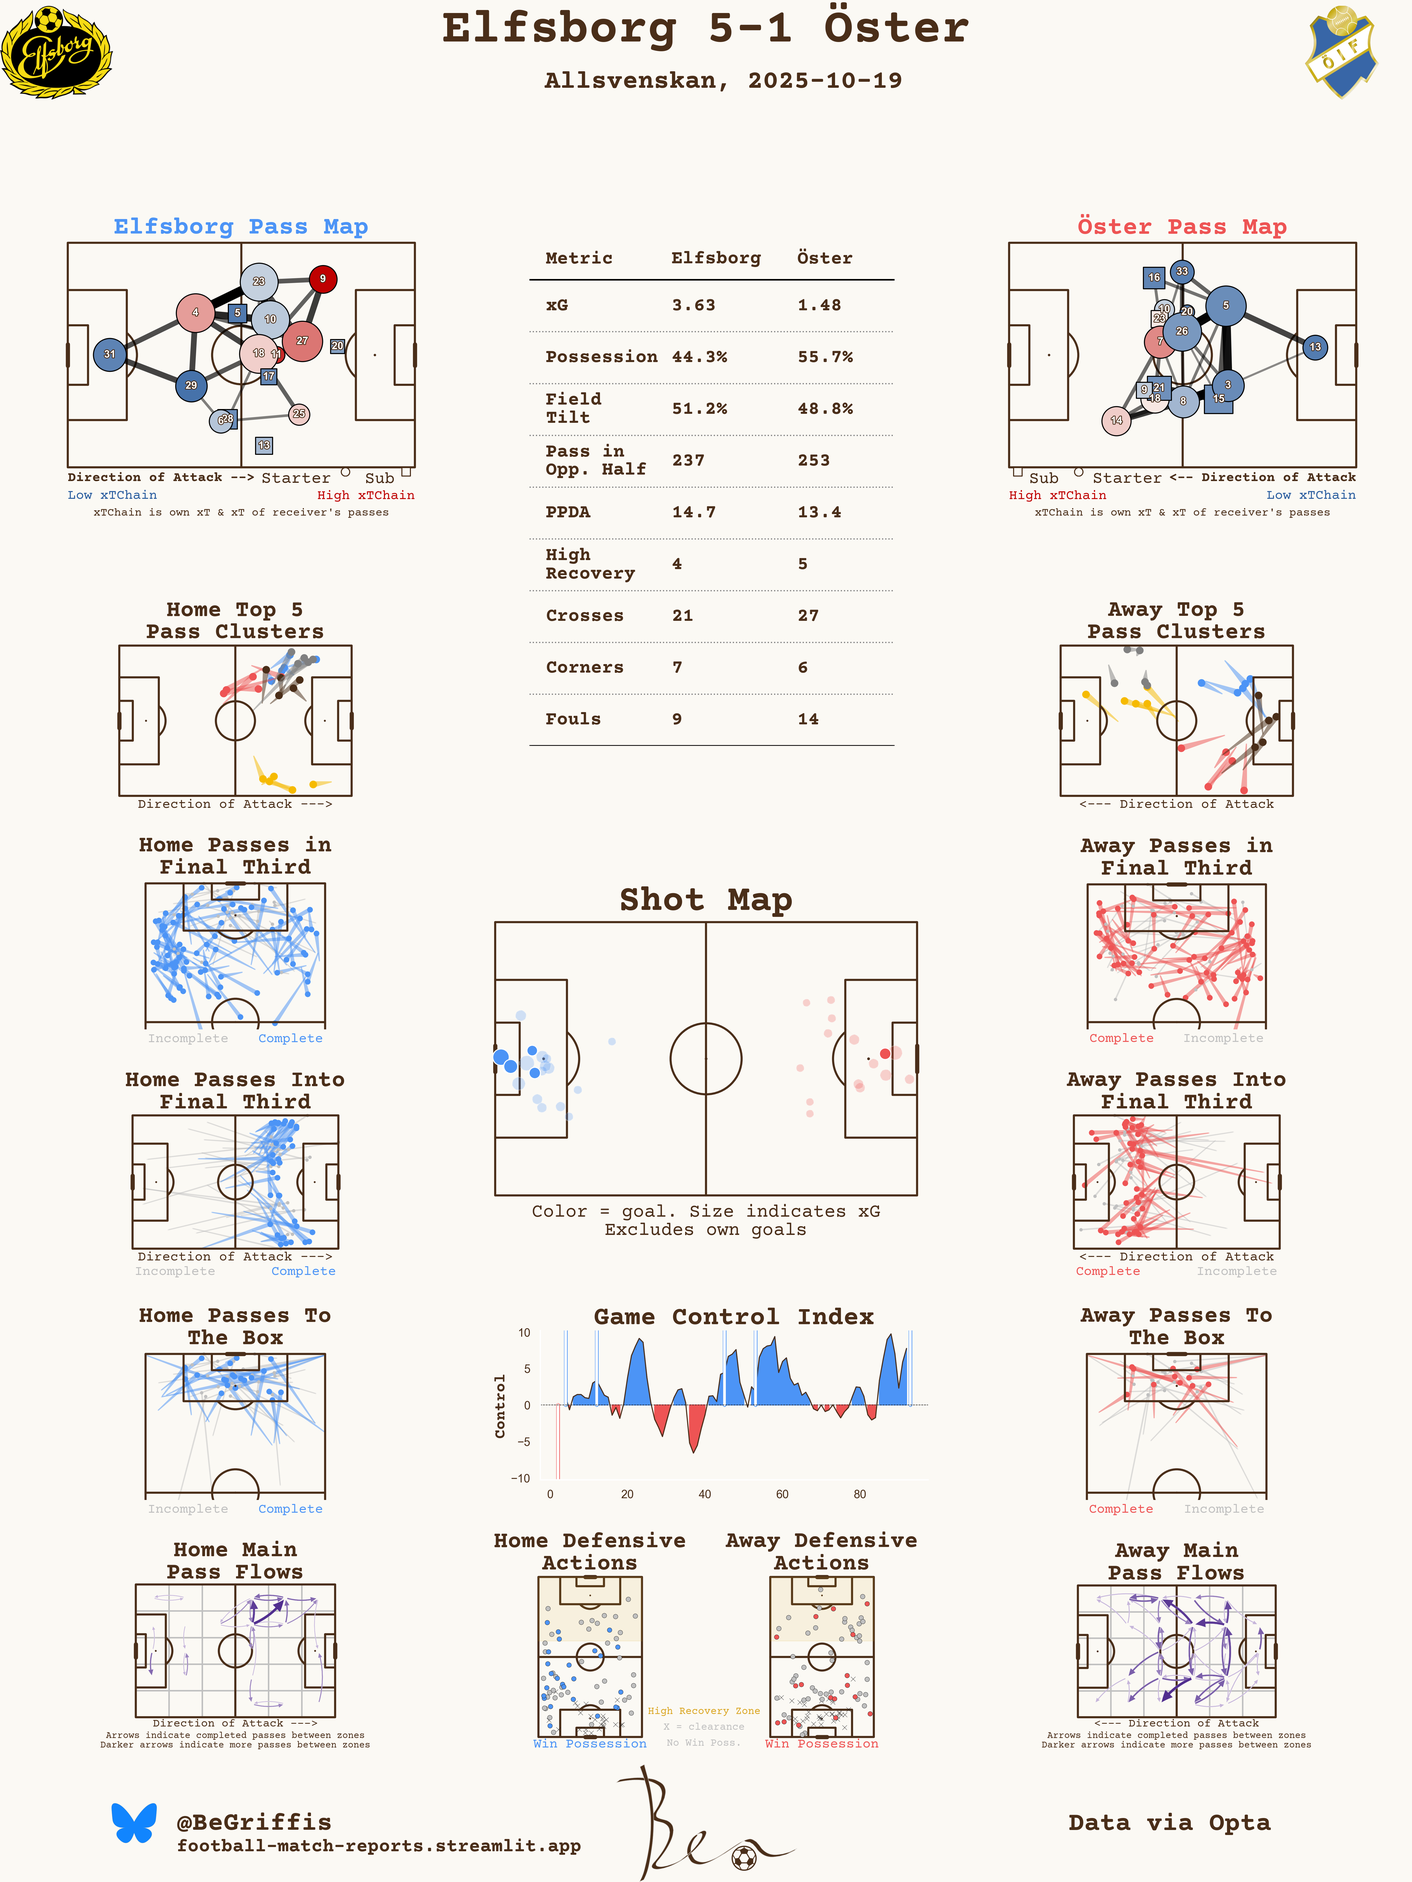 Elfsborg 5-1 Öster
Allsvenskan, 2025-10-19
Elfsborg
Ö I F
Elfsborg Pass Map
23
9
4
5
10
27
18
11
20
31
17
29
6
28
25
13
Direction of Attack --> Starter Sub
Low xTChain High xTChain
xTChain is own xT & xT of receiver's passes
Metric Elfsborg Öster
xG 3.63 1.48
Possession 44.3% 55.7%
Field
Tilt 51.2% 48.8%
Pass in
Opp. Half 237 253
PPDA 14.7 13.4
High
Recovery 4 5
Crosses 21 27
Corners 7 6
Fouls 9 14
Öster Pass Map
16
33
10
20
5
23
26
7
13
9
21
3
18
8
15
14
Sub Starter <-- Direction of Attack
High xTChain Low xTChain
xTChain is own xT & xT of receiver's passes
Home Top 5
Pass Clusters
Direction of Attack --->
Away Top 5
Pass Clusters
<--- Direction of Attack
Home Passes in
Final Third
Incomplete Complete
Shot Map
Color = goal. Size indicates xG
Excludes own goals
Away Passes in
Final Third
Complete Incomplete
Home Passes Into
Final Third
Direction of Attack --->
Incomplete Complete
Away Passes Into
Final Third
<--- Direction of Attack
Complete Incomplete
Home Passes To
The Box
Incomplete Complete
Game Control Index
Control
10
5
0
−5
−10
0 20 40 60 80
Away Passes To
The Box
Complete Incomplete
Home Main
Pass Flows
Direction of Attack --->
Arrows indicate completed passes between zones
Darker arrows indicate more passes between zones
Home Defensive
Actions
Win Possession
High Recovery Zone
X = clearance
No Win Poss.
Away Defensive
Actions
Win Possession
Away Main
Pass Flows
<--- Direction of Attack
Arrows indicate completed passes between zones
Darker arrows indicate more passes between zones
@BeGriffis
football-match-reports.streamlit.app
Ben
Data via Opta